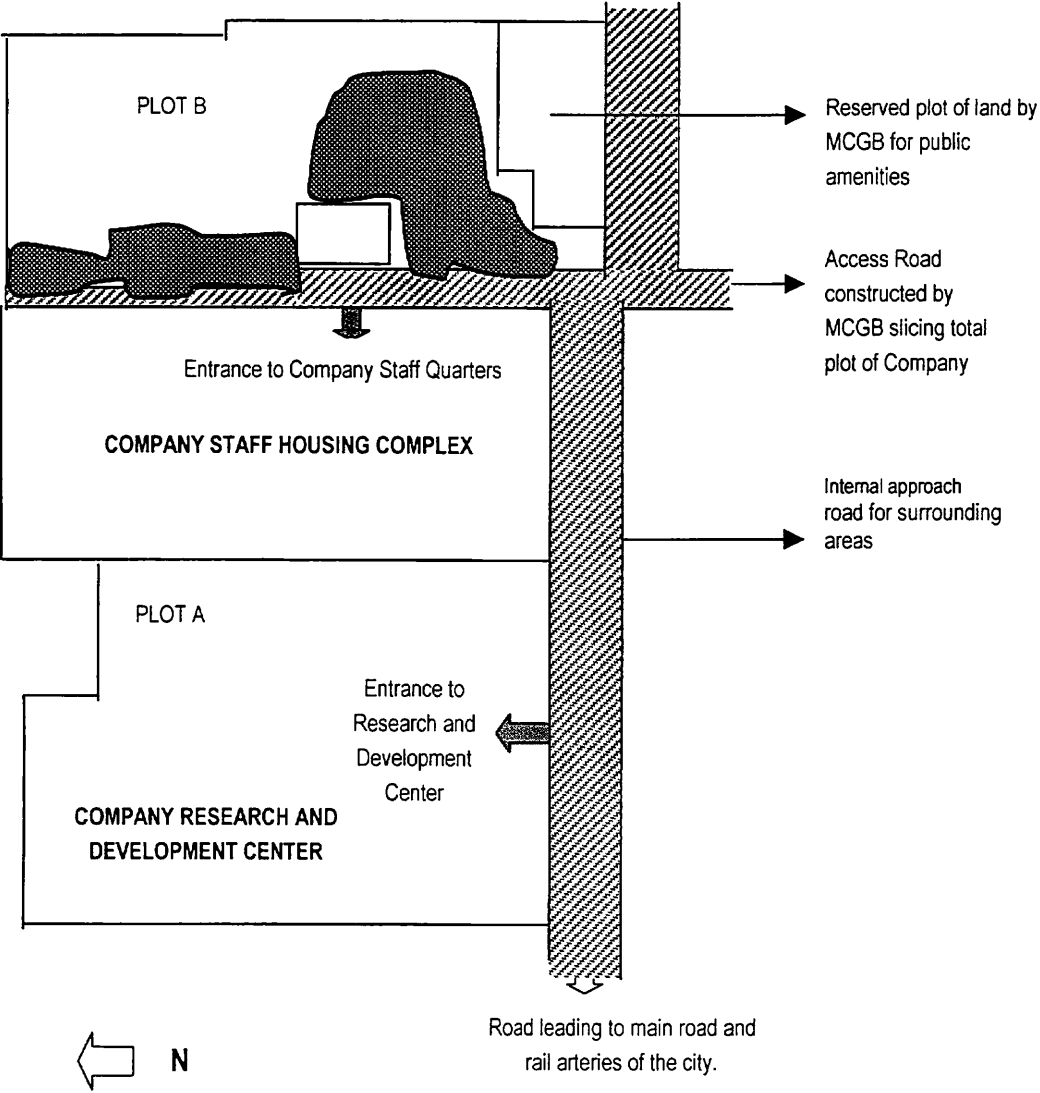 PLOT B
Reserved plot of land by
MCGB for public
amenities
Access Road
constructed by
MCGB slicing total
plot of Company
Entrance to Company Staff Quarters
COMPANY STAFF HOUSING COMPLEX
Internal approach
road for surrounding
areas
PLOT A
Entrance to
Research and
Development
Center
COMPANY RESEARCH AND
DEVELOPMENT CENTER
Road leading to main road and
rail arteries of the city.
N